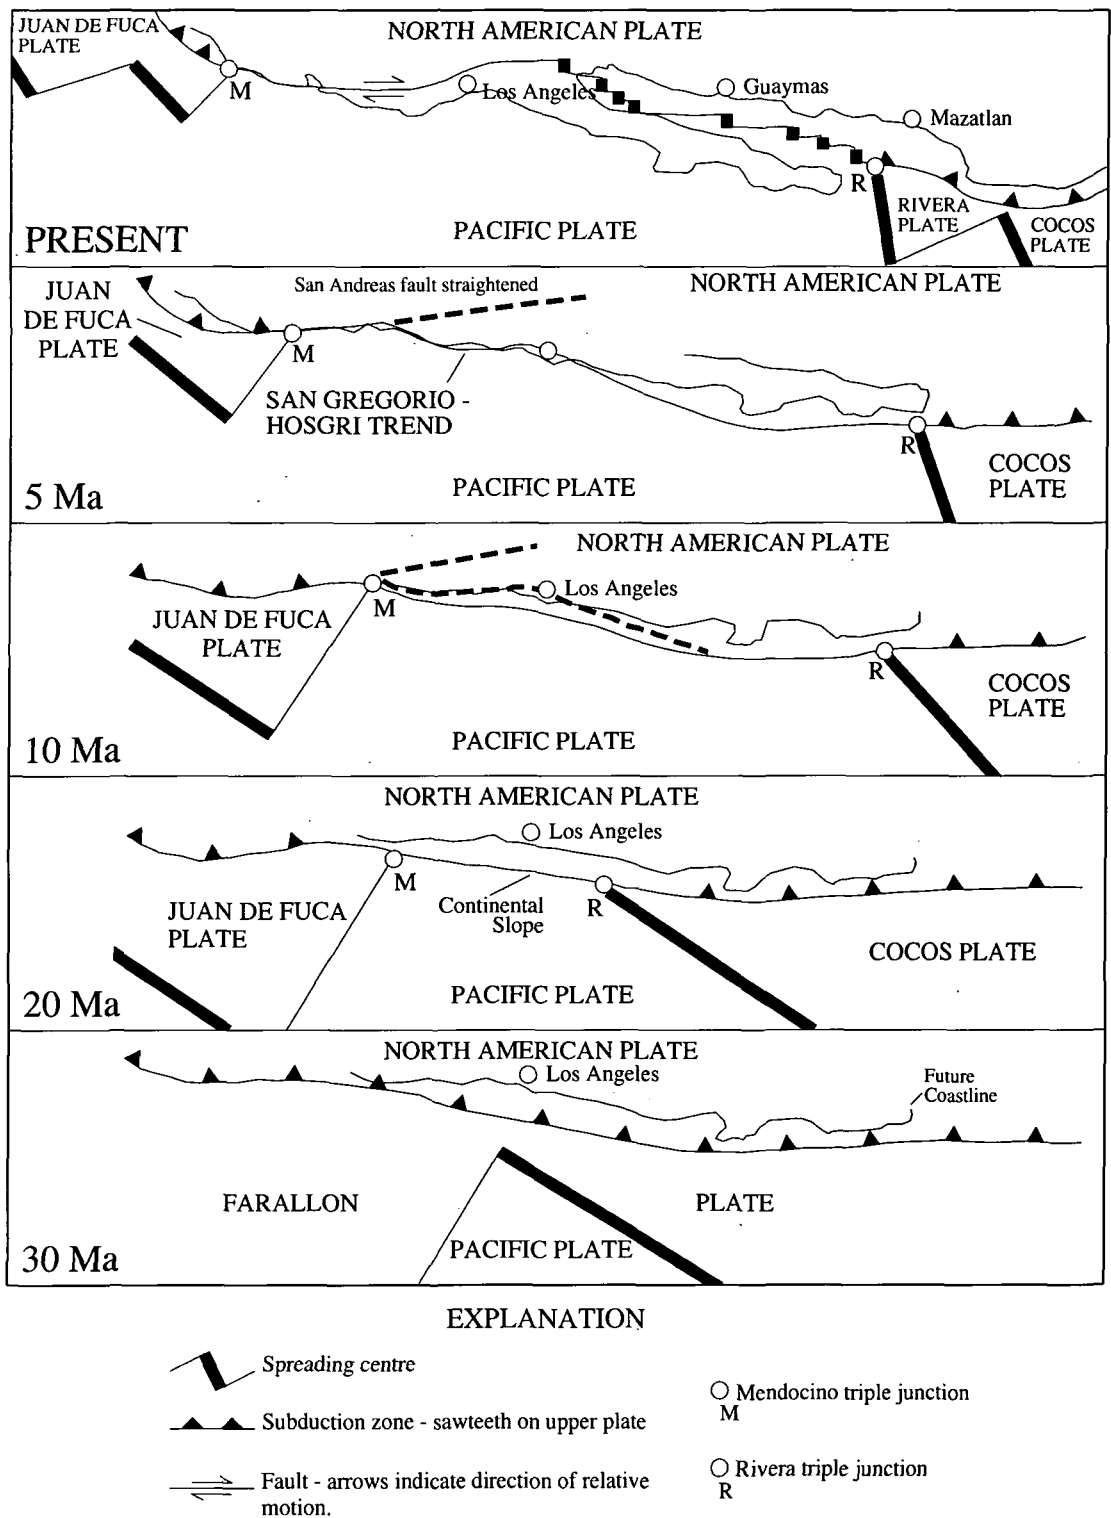 JUAN DE FUCA
PLATE
NORTH AMERICAN PLATE
M
Los Angeles
Guaymas
Mazatlan
R
RIVERA
PLATE
COCOS
PLATE
PACIFIC PLATE
PRESENT
JUAN
DE FUCA
PLATE
San Andreas fault straightened
NORTH AMERICAN PLATE
M
SAN GREGORIO -
HOSGRI TREND
R
COCOS
PLATE
PACIFIC PLATE
5 Ma
NORTH AMERICAN PLATE
Los Angeles
M
JUAN DE FUCA
PLATE
R
COCOS
PLATE
PACIFIC PLATE
10 Ma
NORTH AMERICAN PLATE
Los Angeles
M
Continental
Slope
R
JUAN DE FUCA
PLATE
COCOS PLATE
PACIFIC PLATE
20 Ma
NORTH AMERICAN PLATE
Los Angeles
Future
Coastline
FARALLON
PLATE
PACIFIC PLATE
30 Ma
EXPLANATION
Spreading centre
Subduction zone - sawteeth on upper plate
Fault - arrows indicate direction of relative
motion.
Mendocino triple junction
M
Rivera triple junction
R